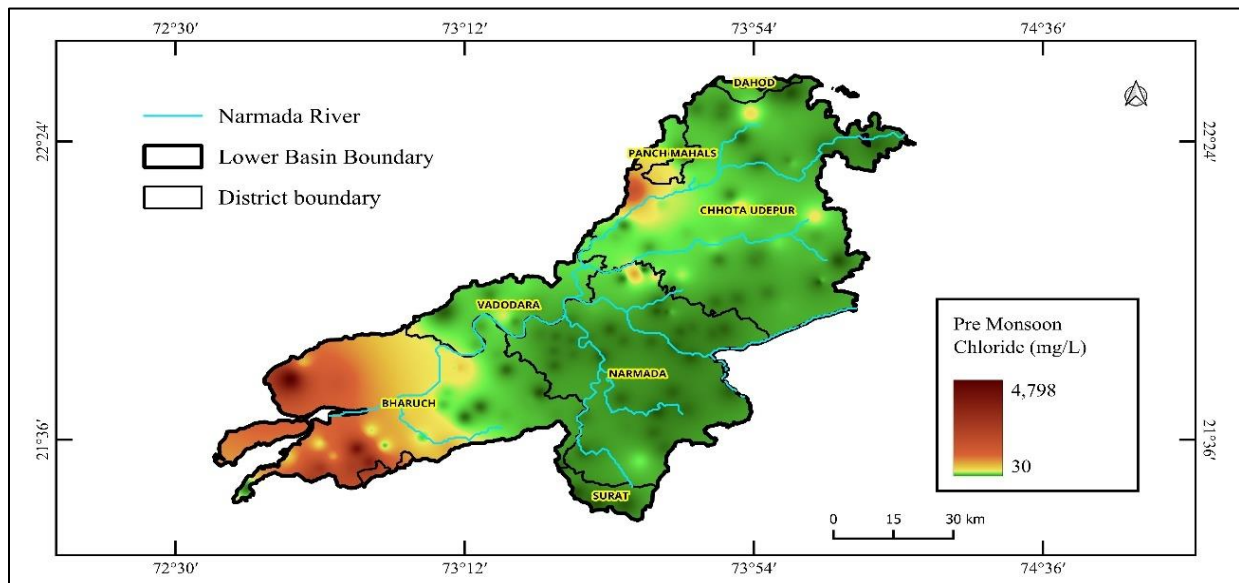 72°30′ 73°12′ 73°54′ 74°36′
DAHOD
Narmada River
22°24′ 22°24′
Lower Basin Boundary
PANCH MAHALS
District boundary
CHHOTA UDEPUR
VADODARA
Pre Monsoon
Chloride (mg/L)
NARMADA
4,798
BHARUCH
21°36′ 21°36′
30
SURAT
0 15 30 km
72°30′ 73°12′ 73°54′ 74°36′